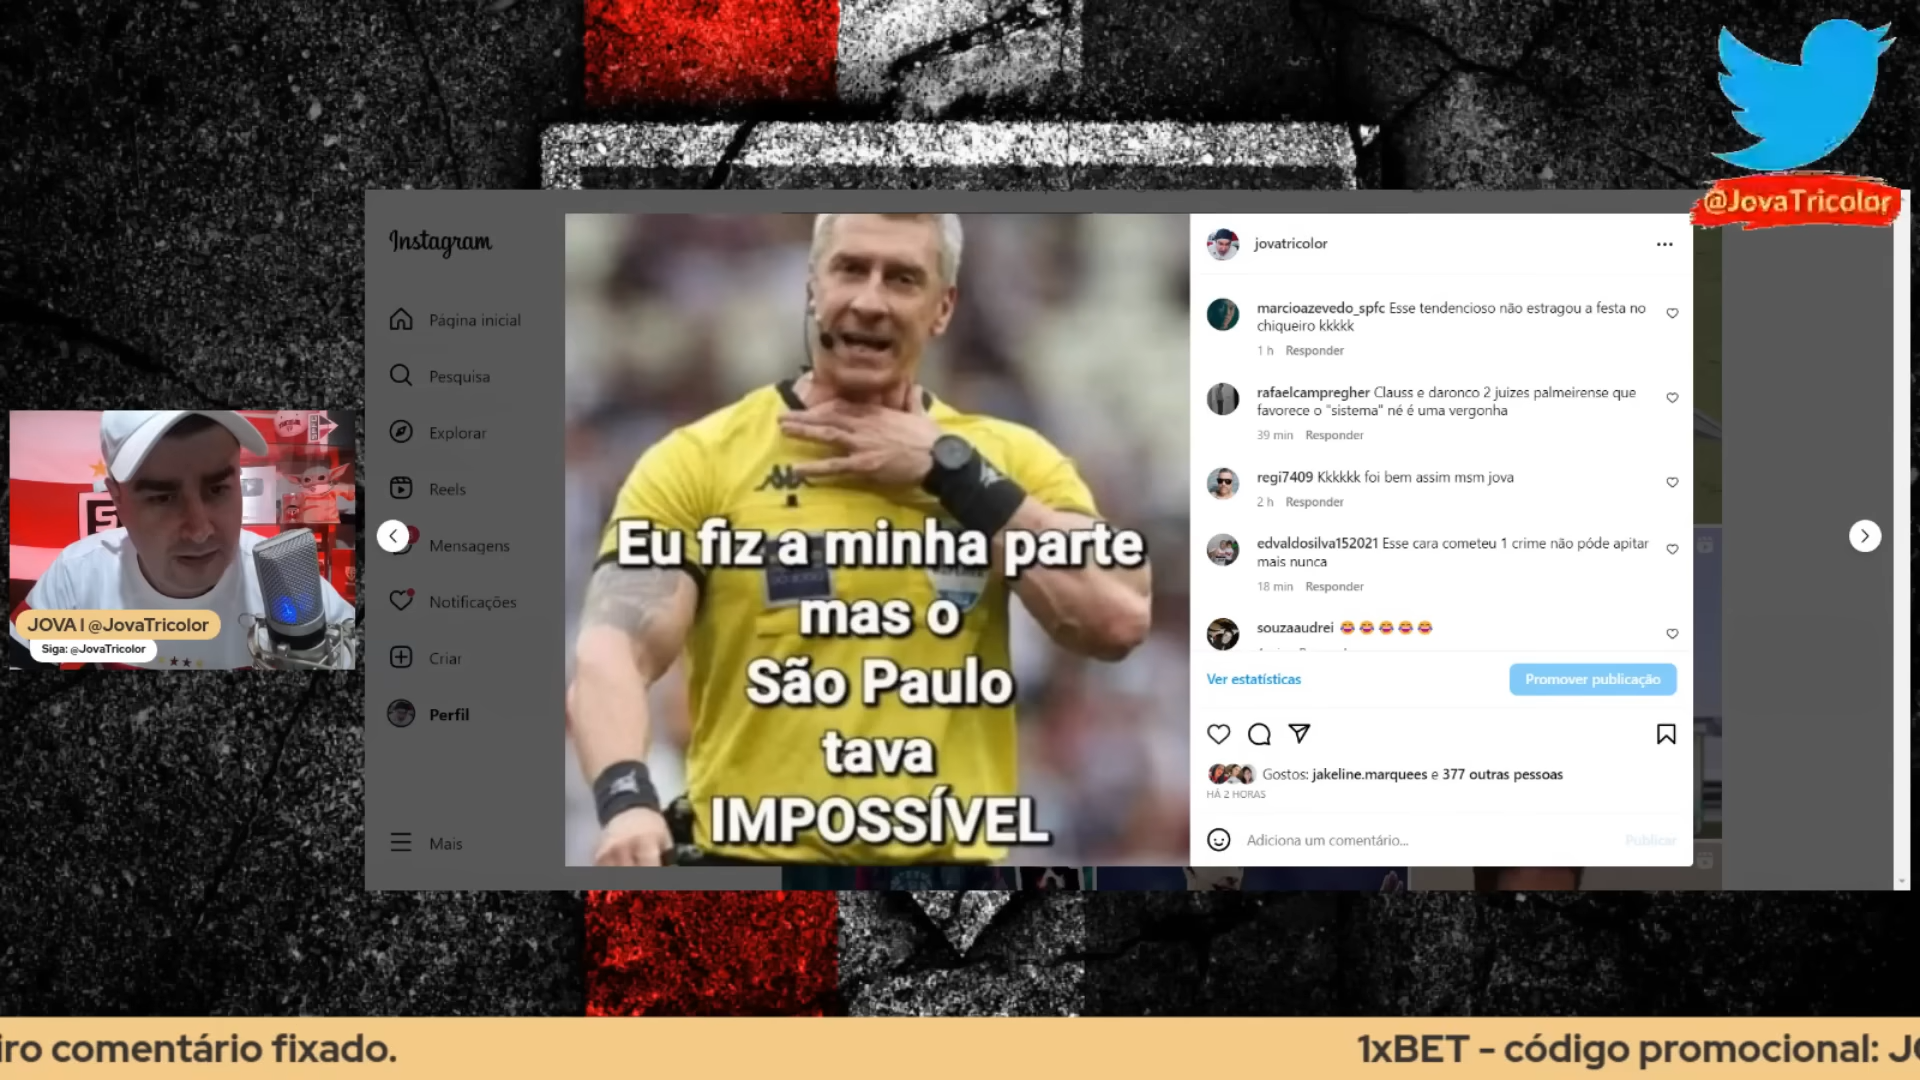 @JovaTricolor
Instagram
Página inicial
Pesquisa
Explorar
Reels
Mensagens
Notificações
Criar
Perfil
Mais
JOVA I @JovaTricolor
Siga: @JovaTricolor
Eu fiz a minha parte
mas o
São Paulo
tava
IMPOSSÍVEL
jovatricolor
marcioazevedo_spfc Esse tendencioso não estragou a festa no
chiqueiro kkkkk
1 h Responder
rafaelcampregher Clauss e daronco 2 juizes palmeirense que
favorece o "sistema" né é uma vergonha
39 min Responder
regi7409 Kkkkkk foi bem assim msm jova
2 h Responder
edvaldosilva152021 Esse cara cometeu 1 crime não póde apitar
mais nunca
18 min Responder
souzaaudrei 😂😂😂😂😂
Ver estatísticas
Promover publicação
Gostos: jakeline.marquees e 377 outras pessoas
HÁ 2 HORAS
Adiciona um comentário...
Publicar
iro comentário fixado.
1xBET - código promocional: JO